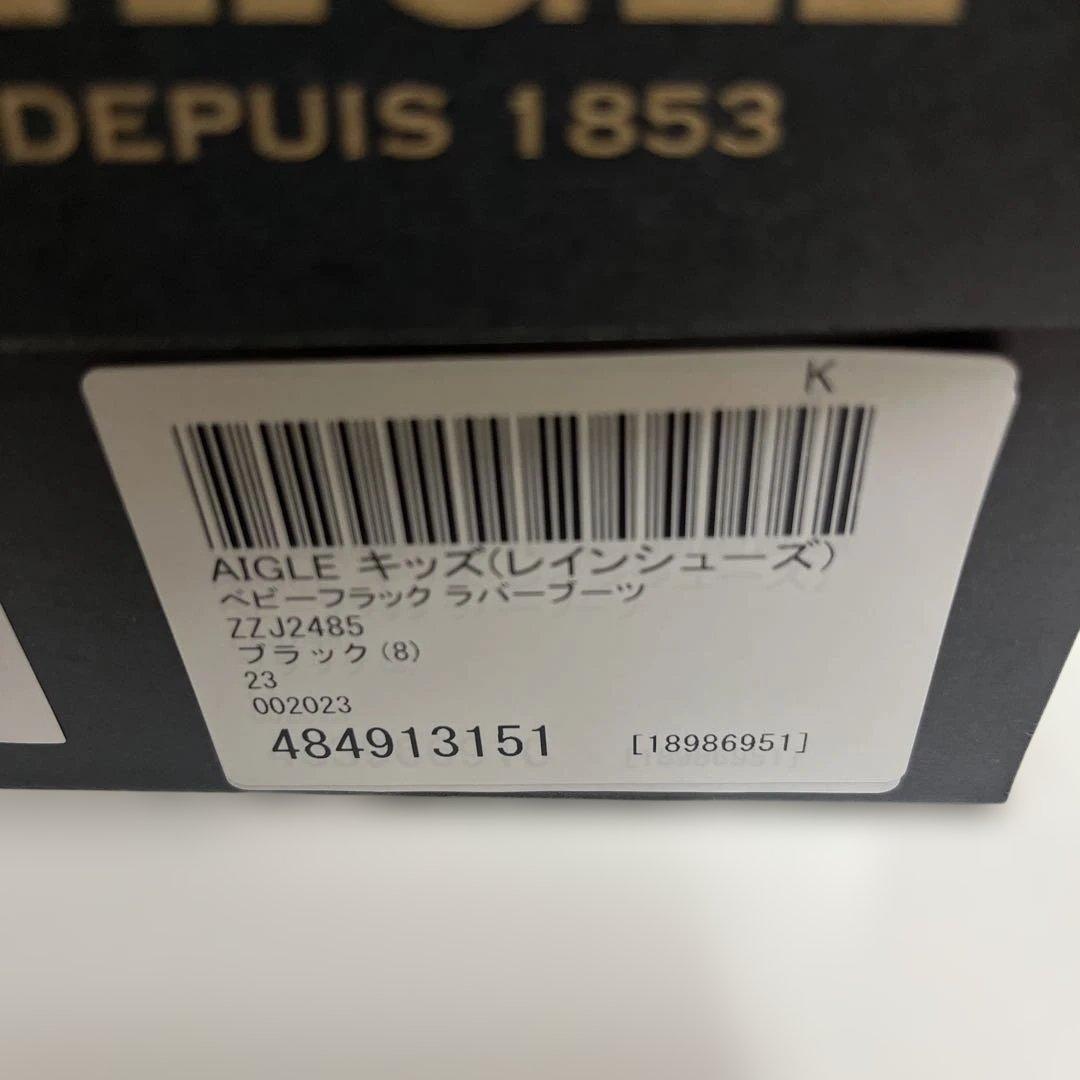 DEPUIS 1853
K
AIGLE キッズ(レインシューズ)
ベビーフラック ラバーブーツ
ZZJ2485
ブラック(8)
23
002023
484913151 [18986951]